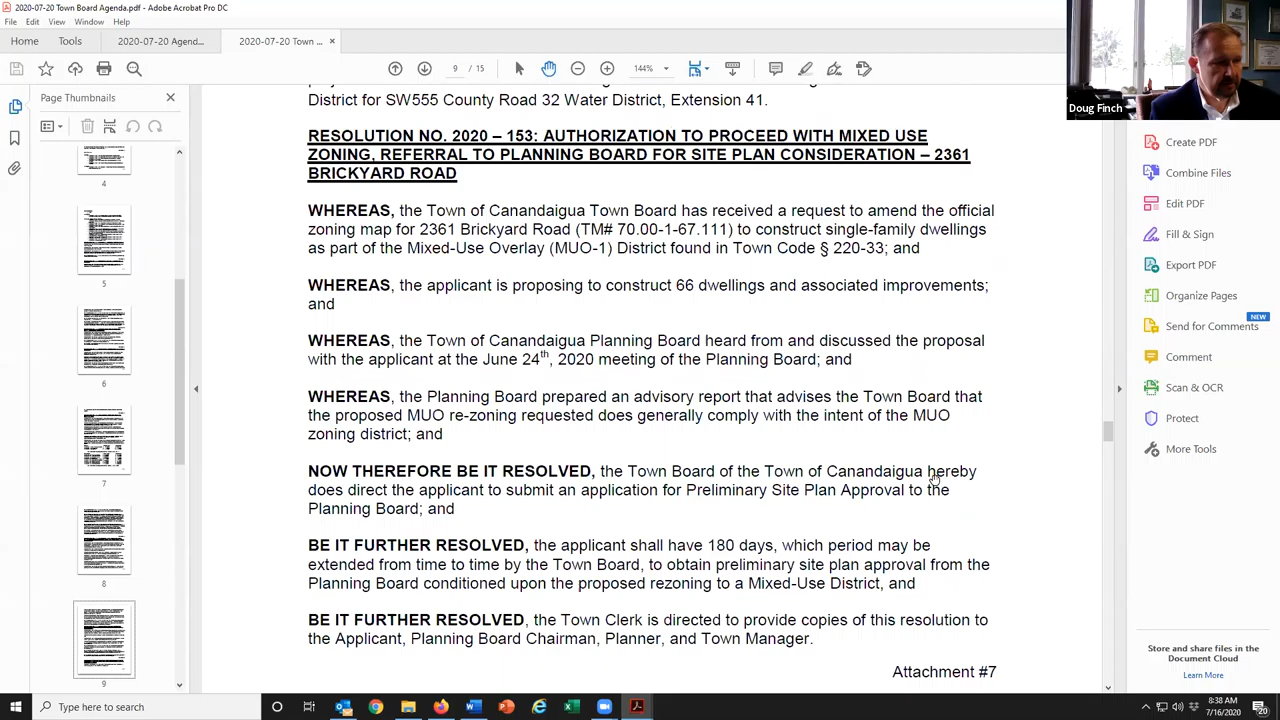 2020-07-20 Town Board Agenda.pdf - Adobe Acrobat Pro DC
File Edit View Window Help
Home Tools 2020-07-20 Agend... 2020-07-20 Town ... ×
9 / 15 144%
Page Thumbnails
4
5
6
7
8
9
District for SW5 County Road 32 Water District, Extension 41.
RESOLUTION NO. 2020 – 153: AUTHORIZATION TO PROCEED WITH MIXED USE
ZONING, REFERRAL TO PLANNING BOARD FOR SITE PLAN CONSIDERATION – 2361
BRICKYARD ROAD
WHEREAS, the Town of Canandaigua Town Board has received a request to amend the official
zoning map for 2361 Brickyard Road (TM# 70.00-1-67.111) to construct single-family dwellings
as part of the Mixed-Use Overlay (MUO-1) District found in Town Code § 220-33; and
WHEREAS, the applicant is proposing to construct 66 dwellings and associated improvements;
and
WHEREAS, the Town of Canandaigua Planning Board heard from and discussed the proposal
with the applicant at the June 2020 meeting of the Planning Board; and
WHEREAS, the Planning Board prepared an advisory report that advises the Town Board that
the proposed MUO rezoning requested does generally comply with the intent of the MUO
zoning district; and
NOW THEREFORE BE IT RESOLVED, the Town Board of the Town of Canandaigua hereby
does direct the applicant to submit an application for Preliminary Site Plan Approval to the
Planning Board; and
BE IT FURTHER RESOLVED, applicant shall have 180 days, period may be
extended from time to time by the Town Board, to obtain preliminary site plan approval from the
Planning Board conditioned upon the proposed rezoning to a Mixed-Use District, and
BE IT FURTHER RESOLVED, the Town Clerk is directed to provide copies of this resolution to
the Applicant, Planning Board Chairman, Planner, and Town Manager.
Attachment #7
Doug Finch
Create PDF
Combine Files
Edit PDF
Fill & Sign
Export PDF
Organize Pages
NEW
Send for Comments
Comment
Scan & OCR
Protect
More Tools
Store and share files in the
Document Cloud
Learn More
Type here to search
8:38 AM
7/16/2020
20